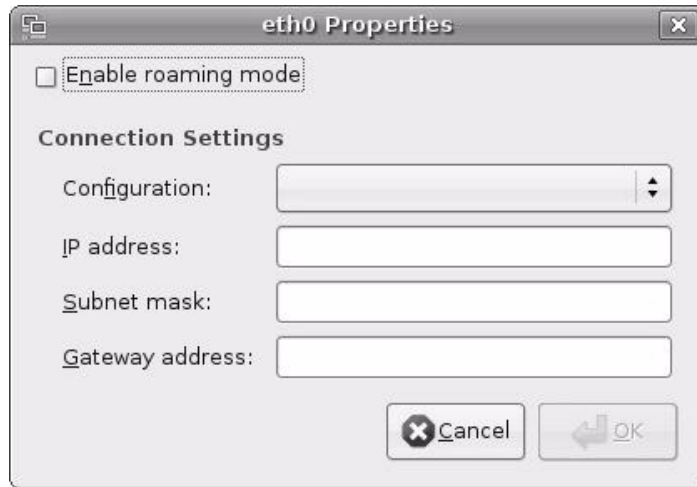 eth0 Properties
Enable roaming mode
Connection Settings
Configuration:
IP address:
Subnet mask:
Gateway address:
Cancel
OK